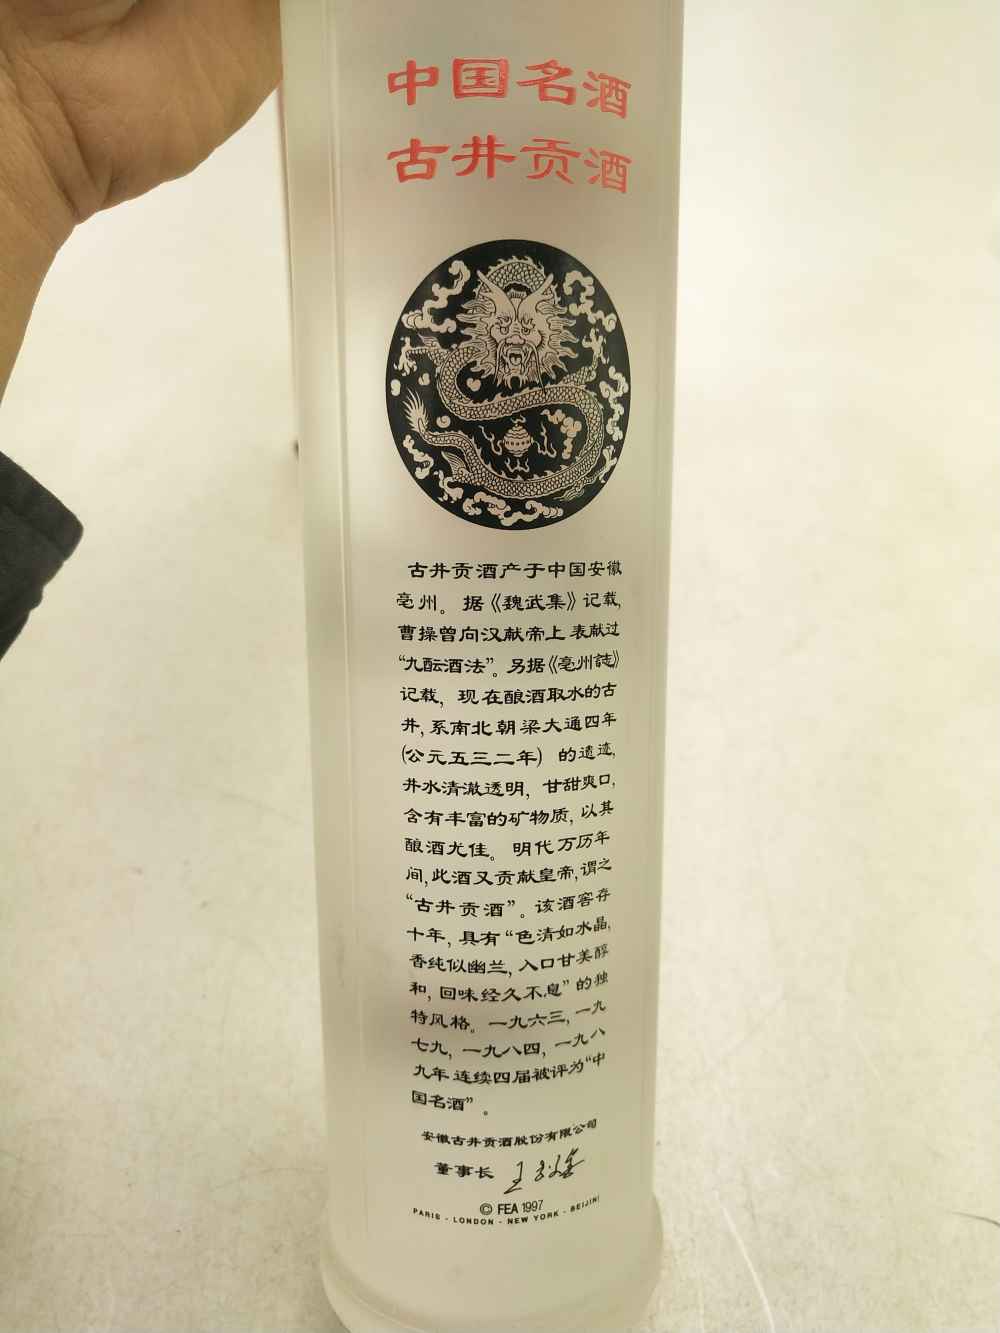 中国名酒
古井贡酒
古井贡酒产于中国安徽
亳州。据《魏武集》记载,
曹操曾向汉献帝上表献过
“九酝酒法”。另据《亳州誌》
记载,现在酿酒取水的古
井,系南北朝梁大通四年
(公元五三二年)的遗迹,
井水清澈透明,甘甜爽口,
含有丰富的矿物质,以其
酿酒尤佳。明代万历年
间,此酒又贡献皇帝,谓之
“古井贡酒”。该酒窖存
十年,具有“色清如水晶,
香纯似幽兰,入口甘美醇
和,回味经久不息”的独
特风格。一九六三,一九
七九,一九八四,一九八
九年连续四届被评为“中
国名酒”。
安徽古井贡酒股份有限公司
董事长
© FEA 1997
PARIS - LONDON - NEW YORK - BEIJING